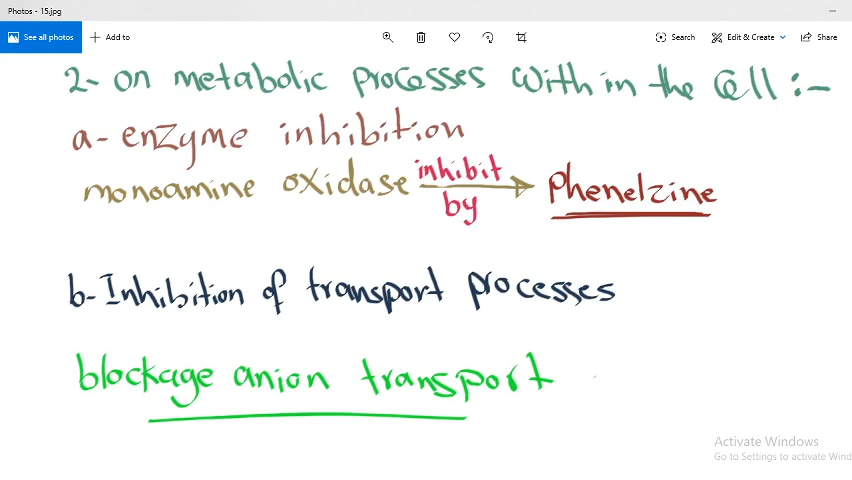 Photos - 15.jpg
See all photos
Add to
Search
Edit & Create
Share
2- on metabolic processes with in the cell :-
a- enzyme inhibition
monoamine oxidase inhibit by phenelzine
b- Inhibition of transport processes
blockage anion transport
Activate Windows
Go to Settings to activate Wind